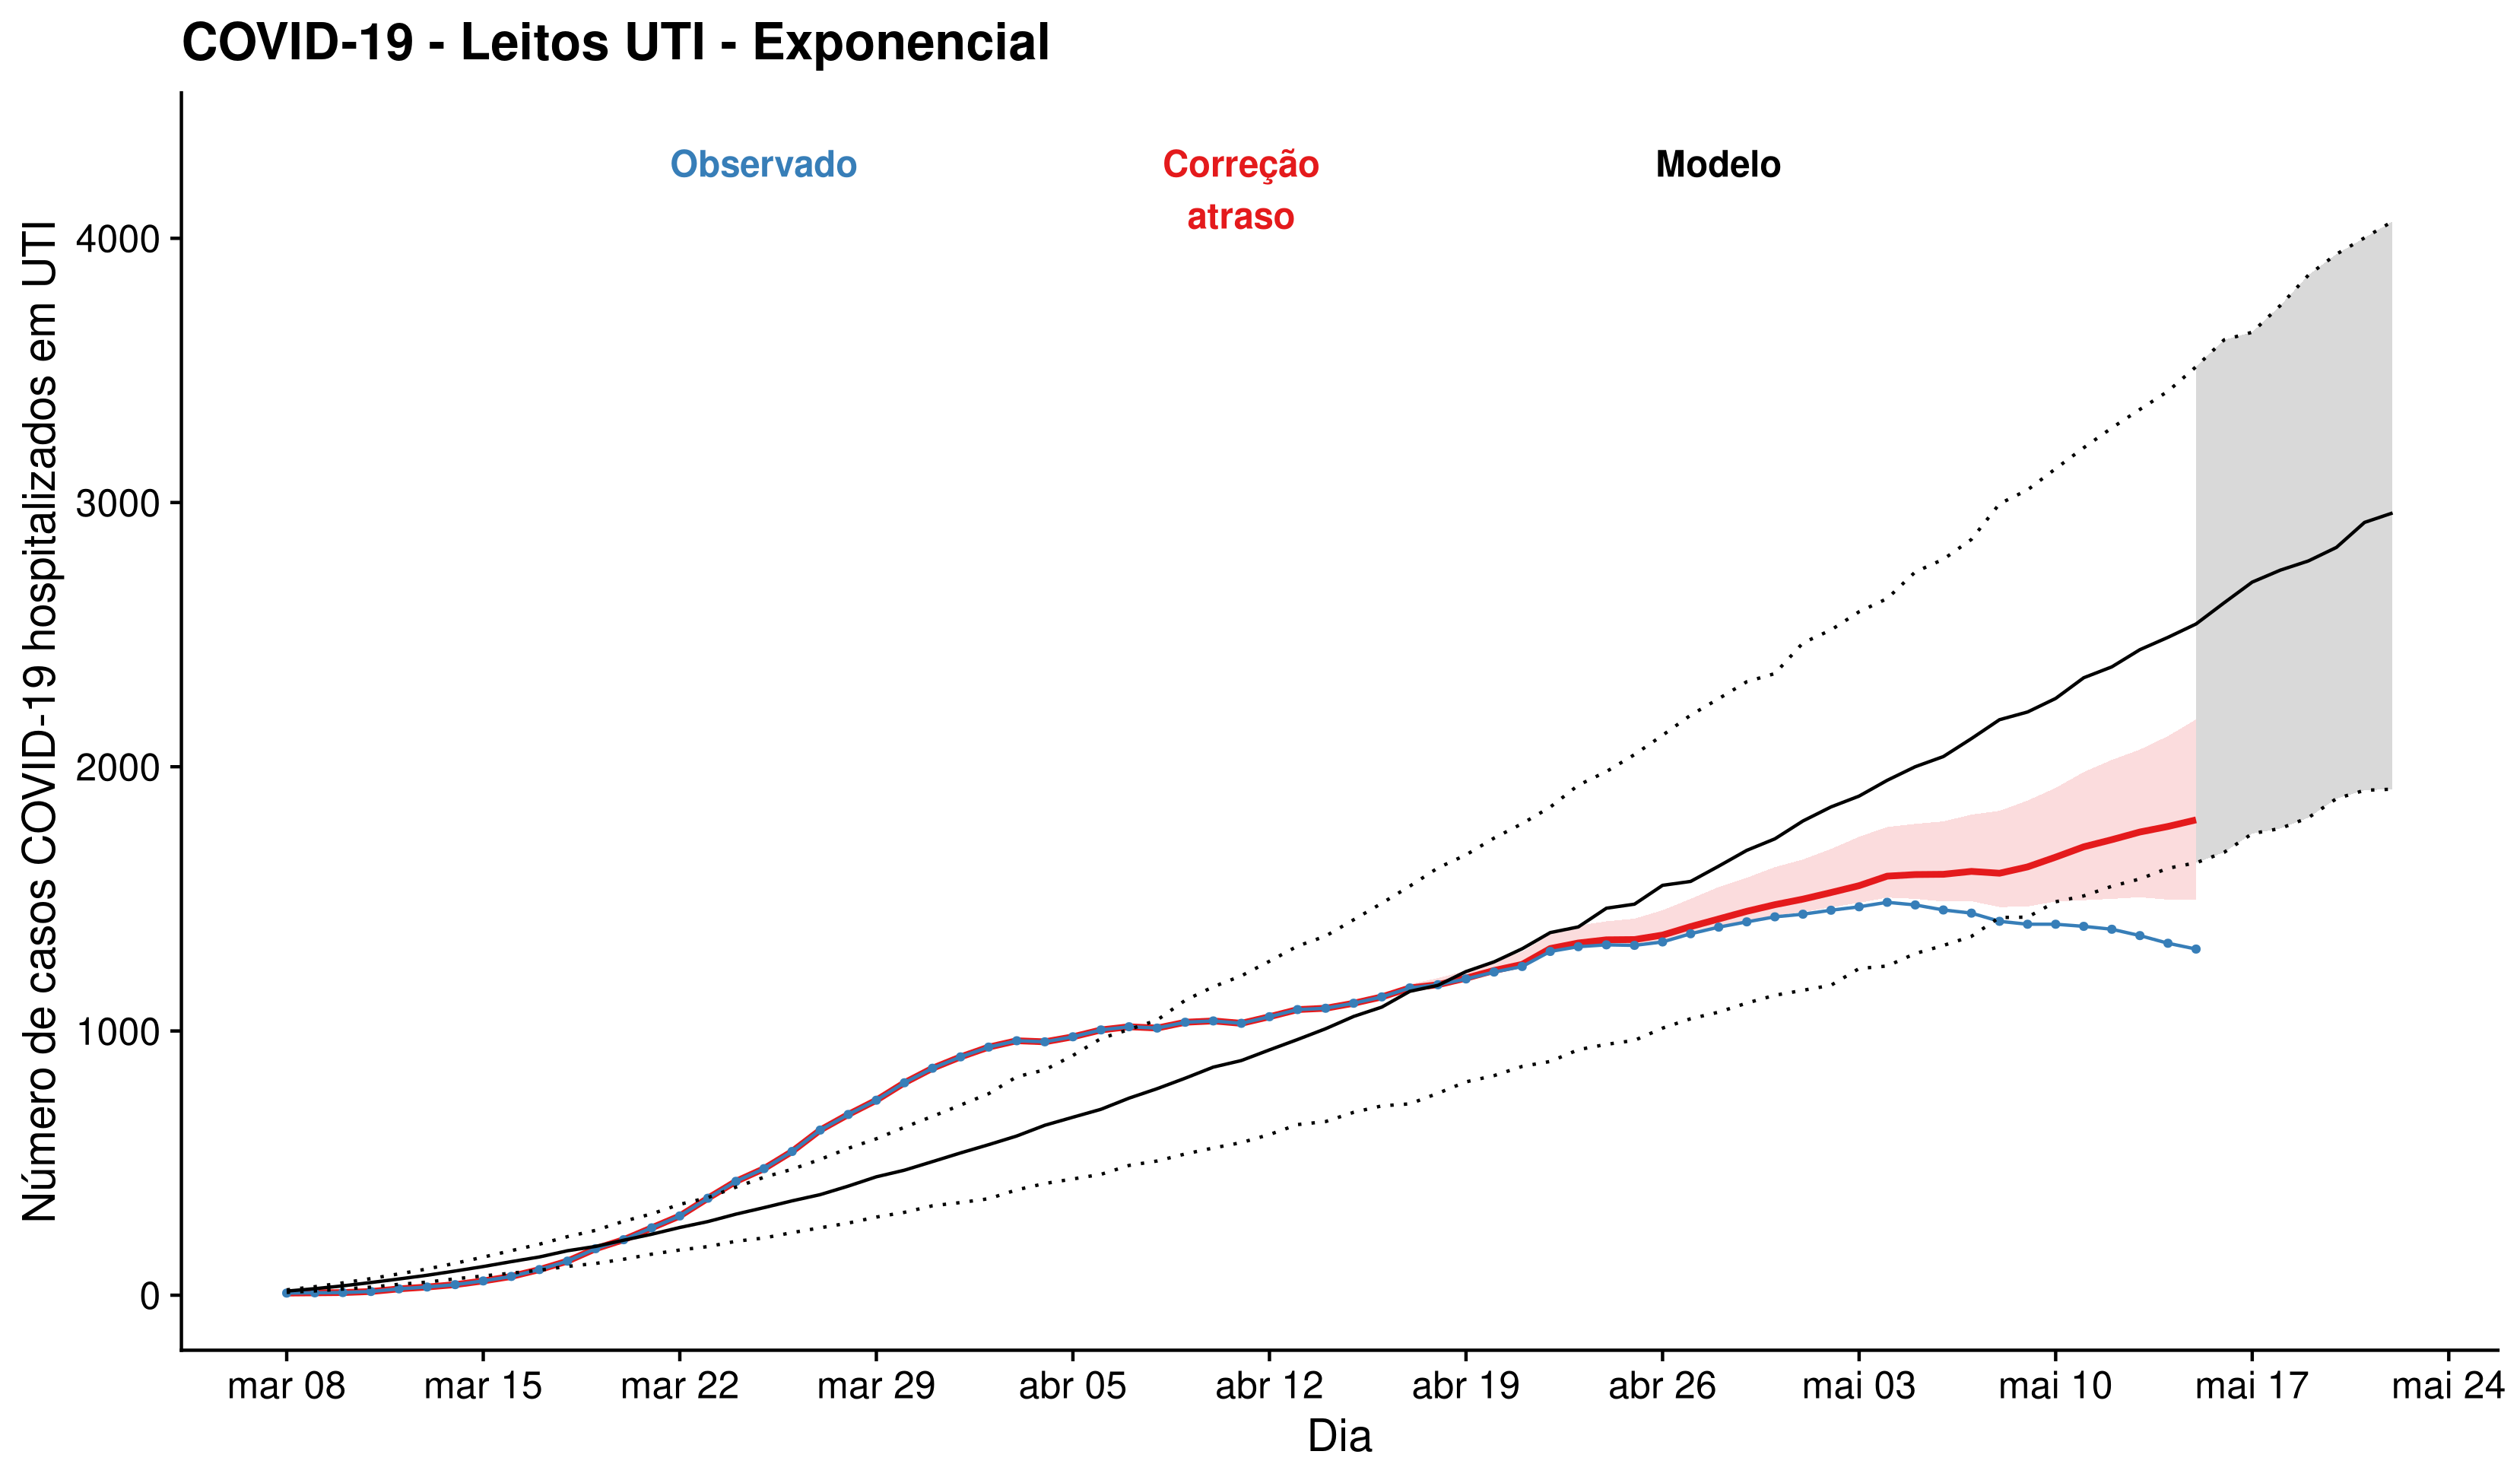 COVID-19 - Leitos UTI - Exponencial
Observado
Correção
atraso
Modelo
Número de casos COVID-19 hospitalizados em UTI
4000
3000
2000
1000
0
mar 08
mar 15
mar 22
mar 29
abr 05
abr 12
abr 19
abr 26
mai 03
mai 10
mai 17
mai 24
Dia